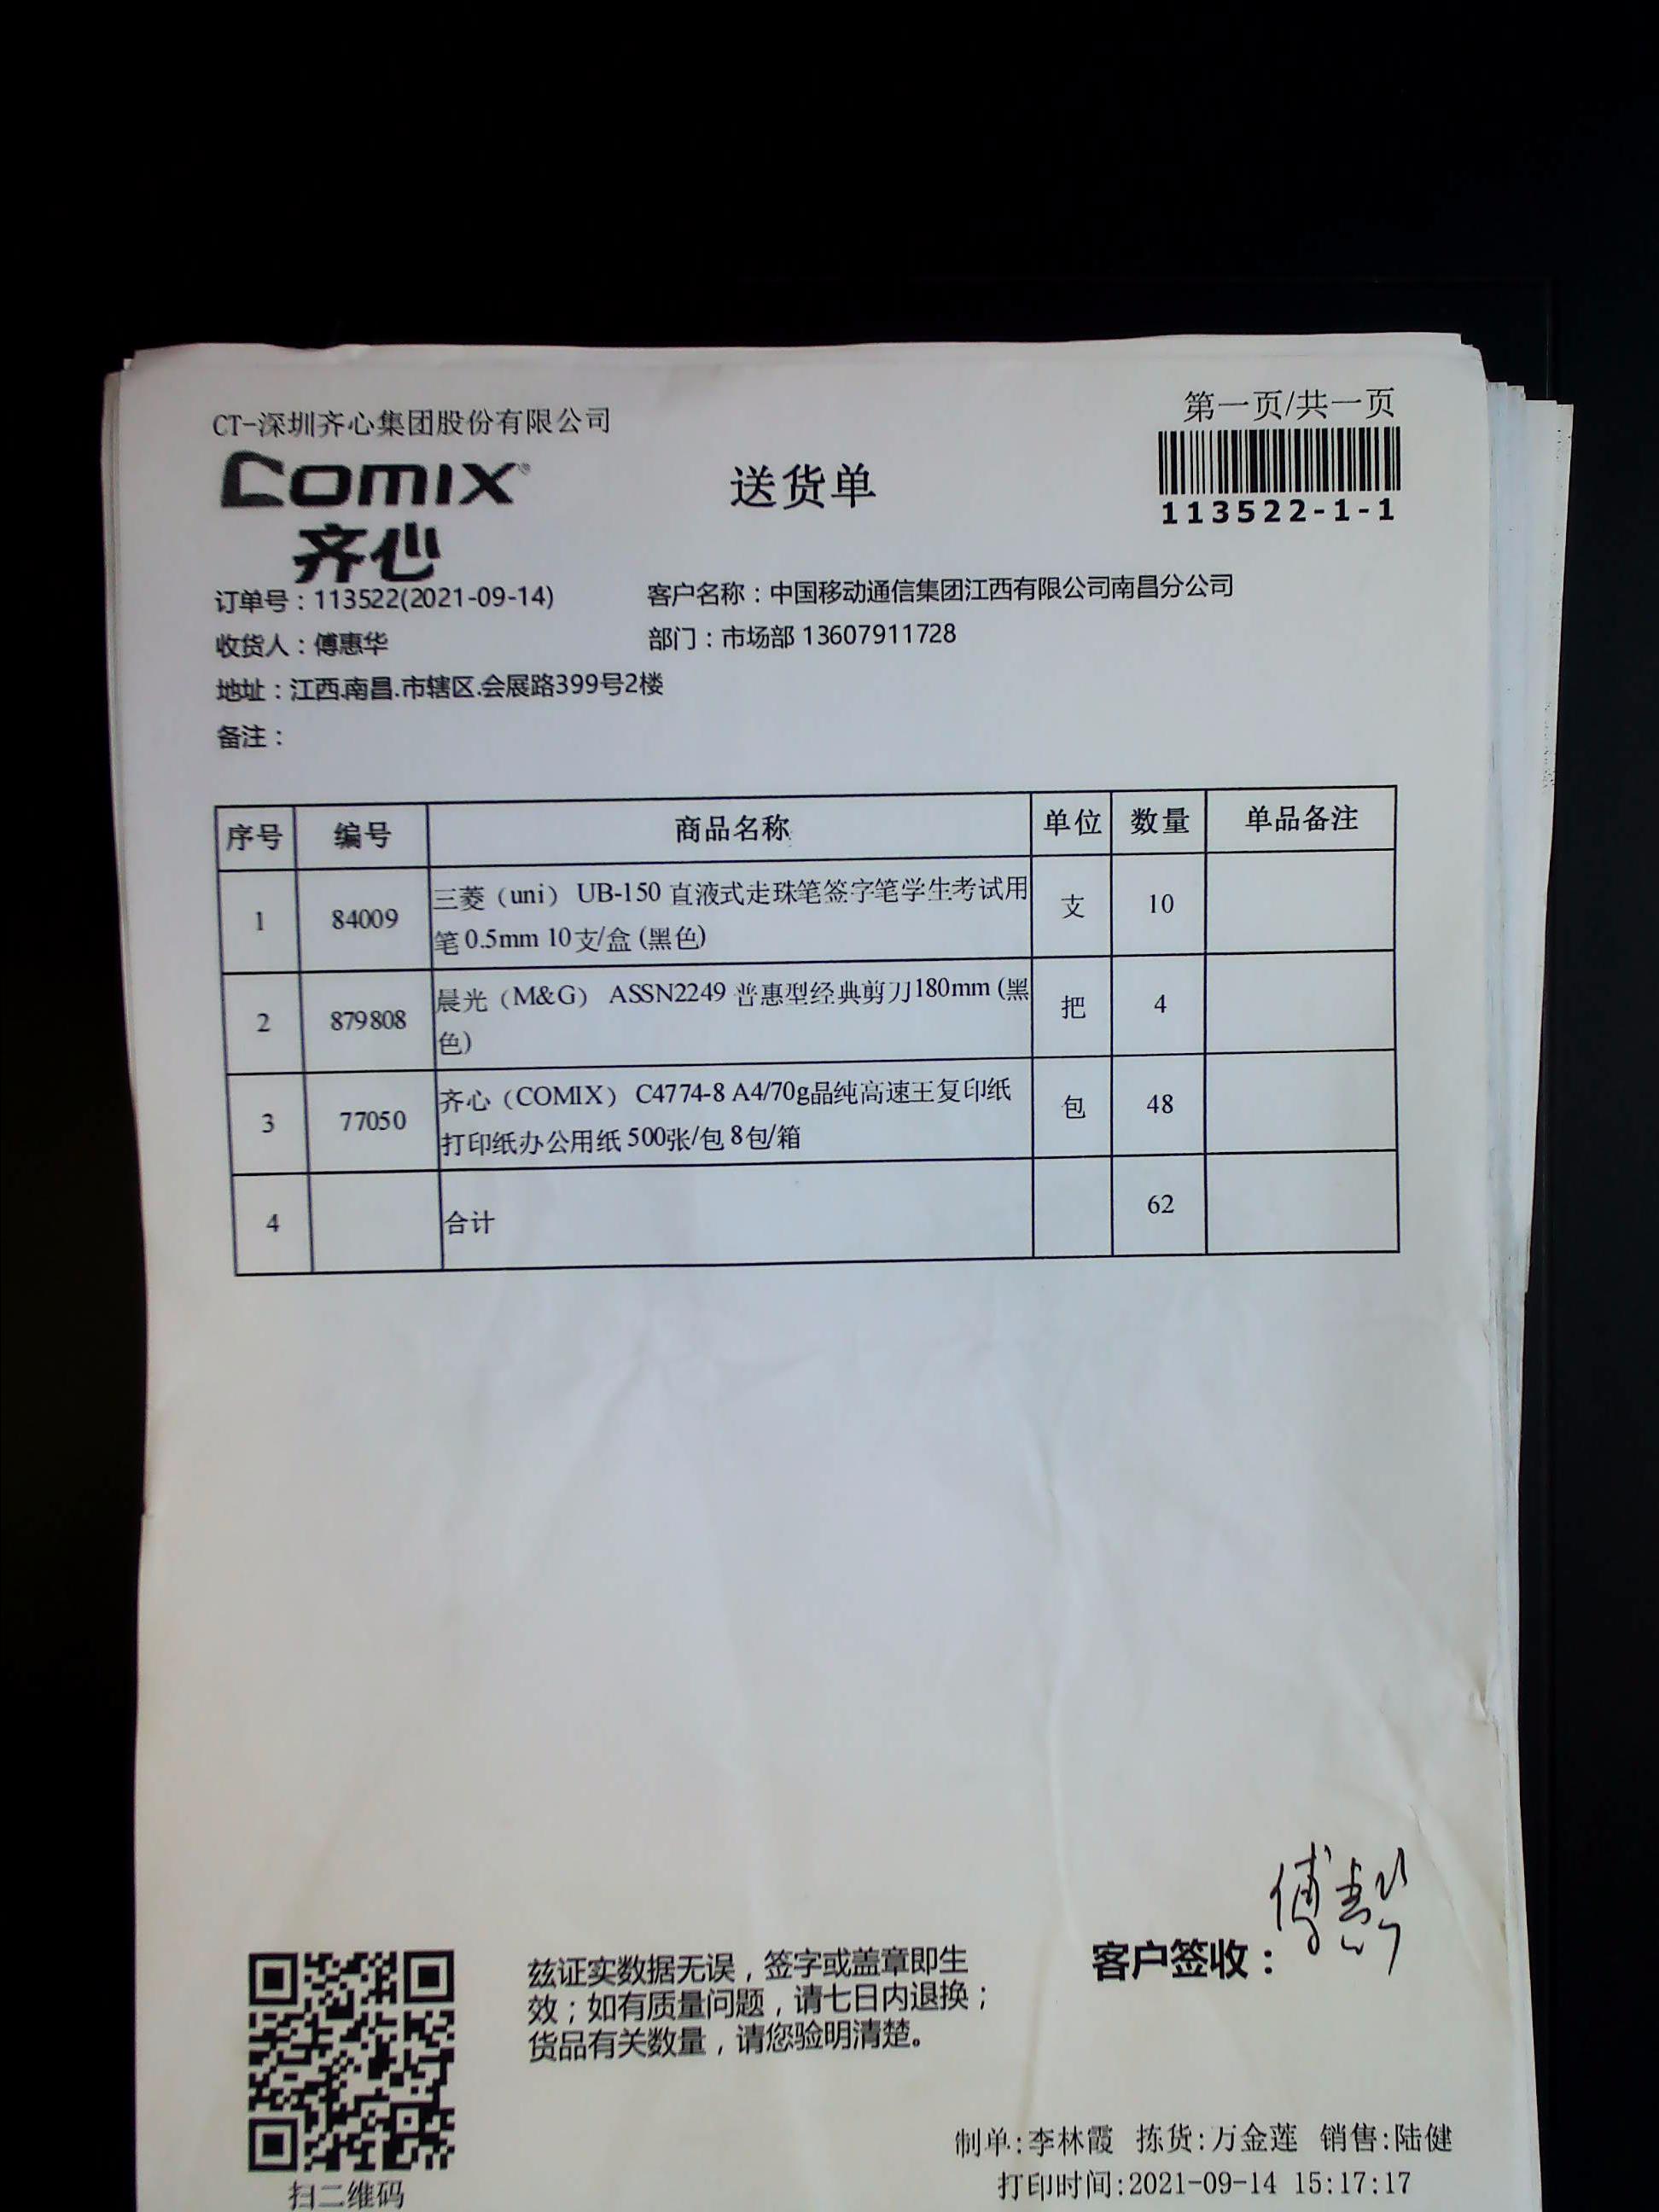 第一页/共一页
CT-深圳齐心集团股份有限公司
COMIX®
齐心
送货单
113522-1-1
订单号：113522(2021-09-14)
客户名称：中国移动通信集团江西有限公司南昌分公司
收货人：傅惠华
部门：市场部 13607911728
地址：江西.南昌.市辖区.会展路399号2楼
备注：
序号 编号 商品名称 单位 数量 单品备注
1 84009 三菱（uni） UB-150 直液式走珠笔签字笔学生考试用 支 10
笔 0.5mm 10支/盒 (黑色)
2 879808 晨光（M&G） ASSN2249 普惠型经典剪刀180mm (黑 把 4
色)
3 77050 齐心（COMIX） C4774-8 A4/70g晶纯高速王复印纸 包 48
打印纸办公用纸 500张/包 8包/箱
4 合计 62
傅惠华
客户签收：
兹证实数据无误，签字或盖章即生
效；如有质量问题，请七日内退换；
货品有关数量，请您验明清楚。
制单:李林霞 拣货:万金莲 销售:陆健
打印时间:2021-09-14 15:17:17
扫二维码